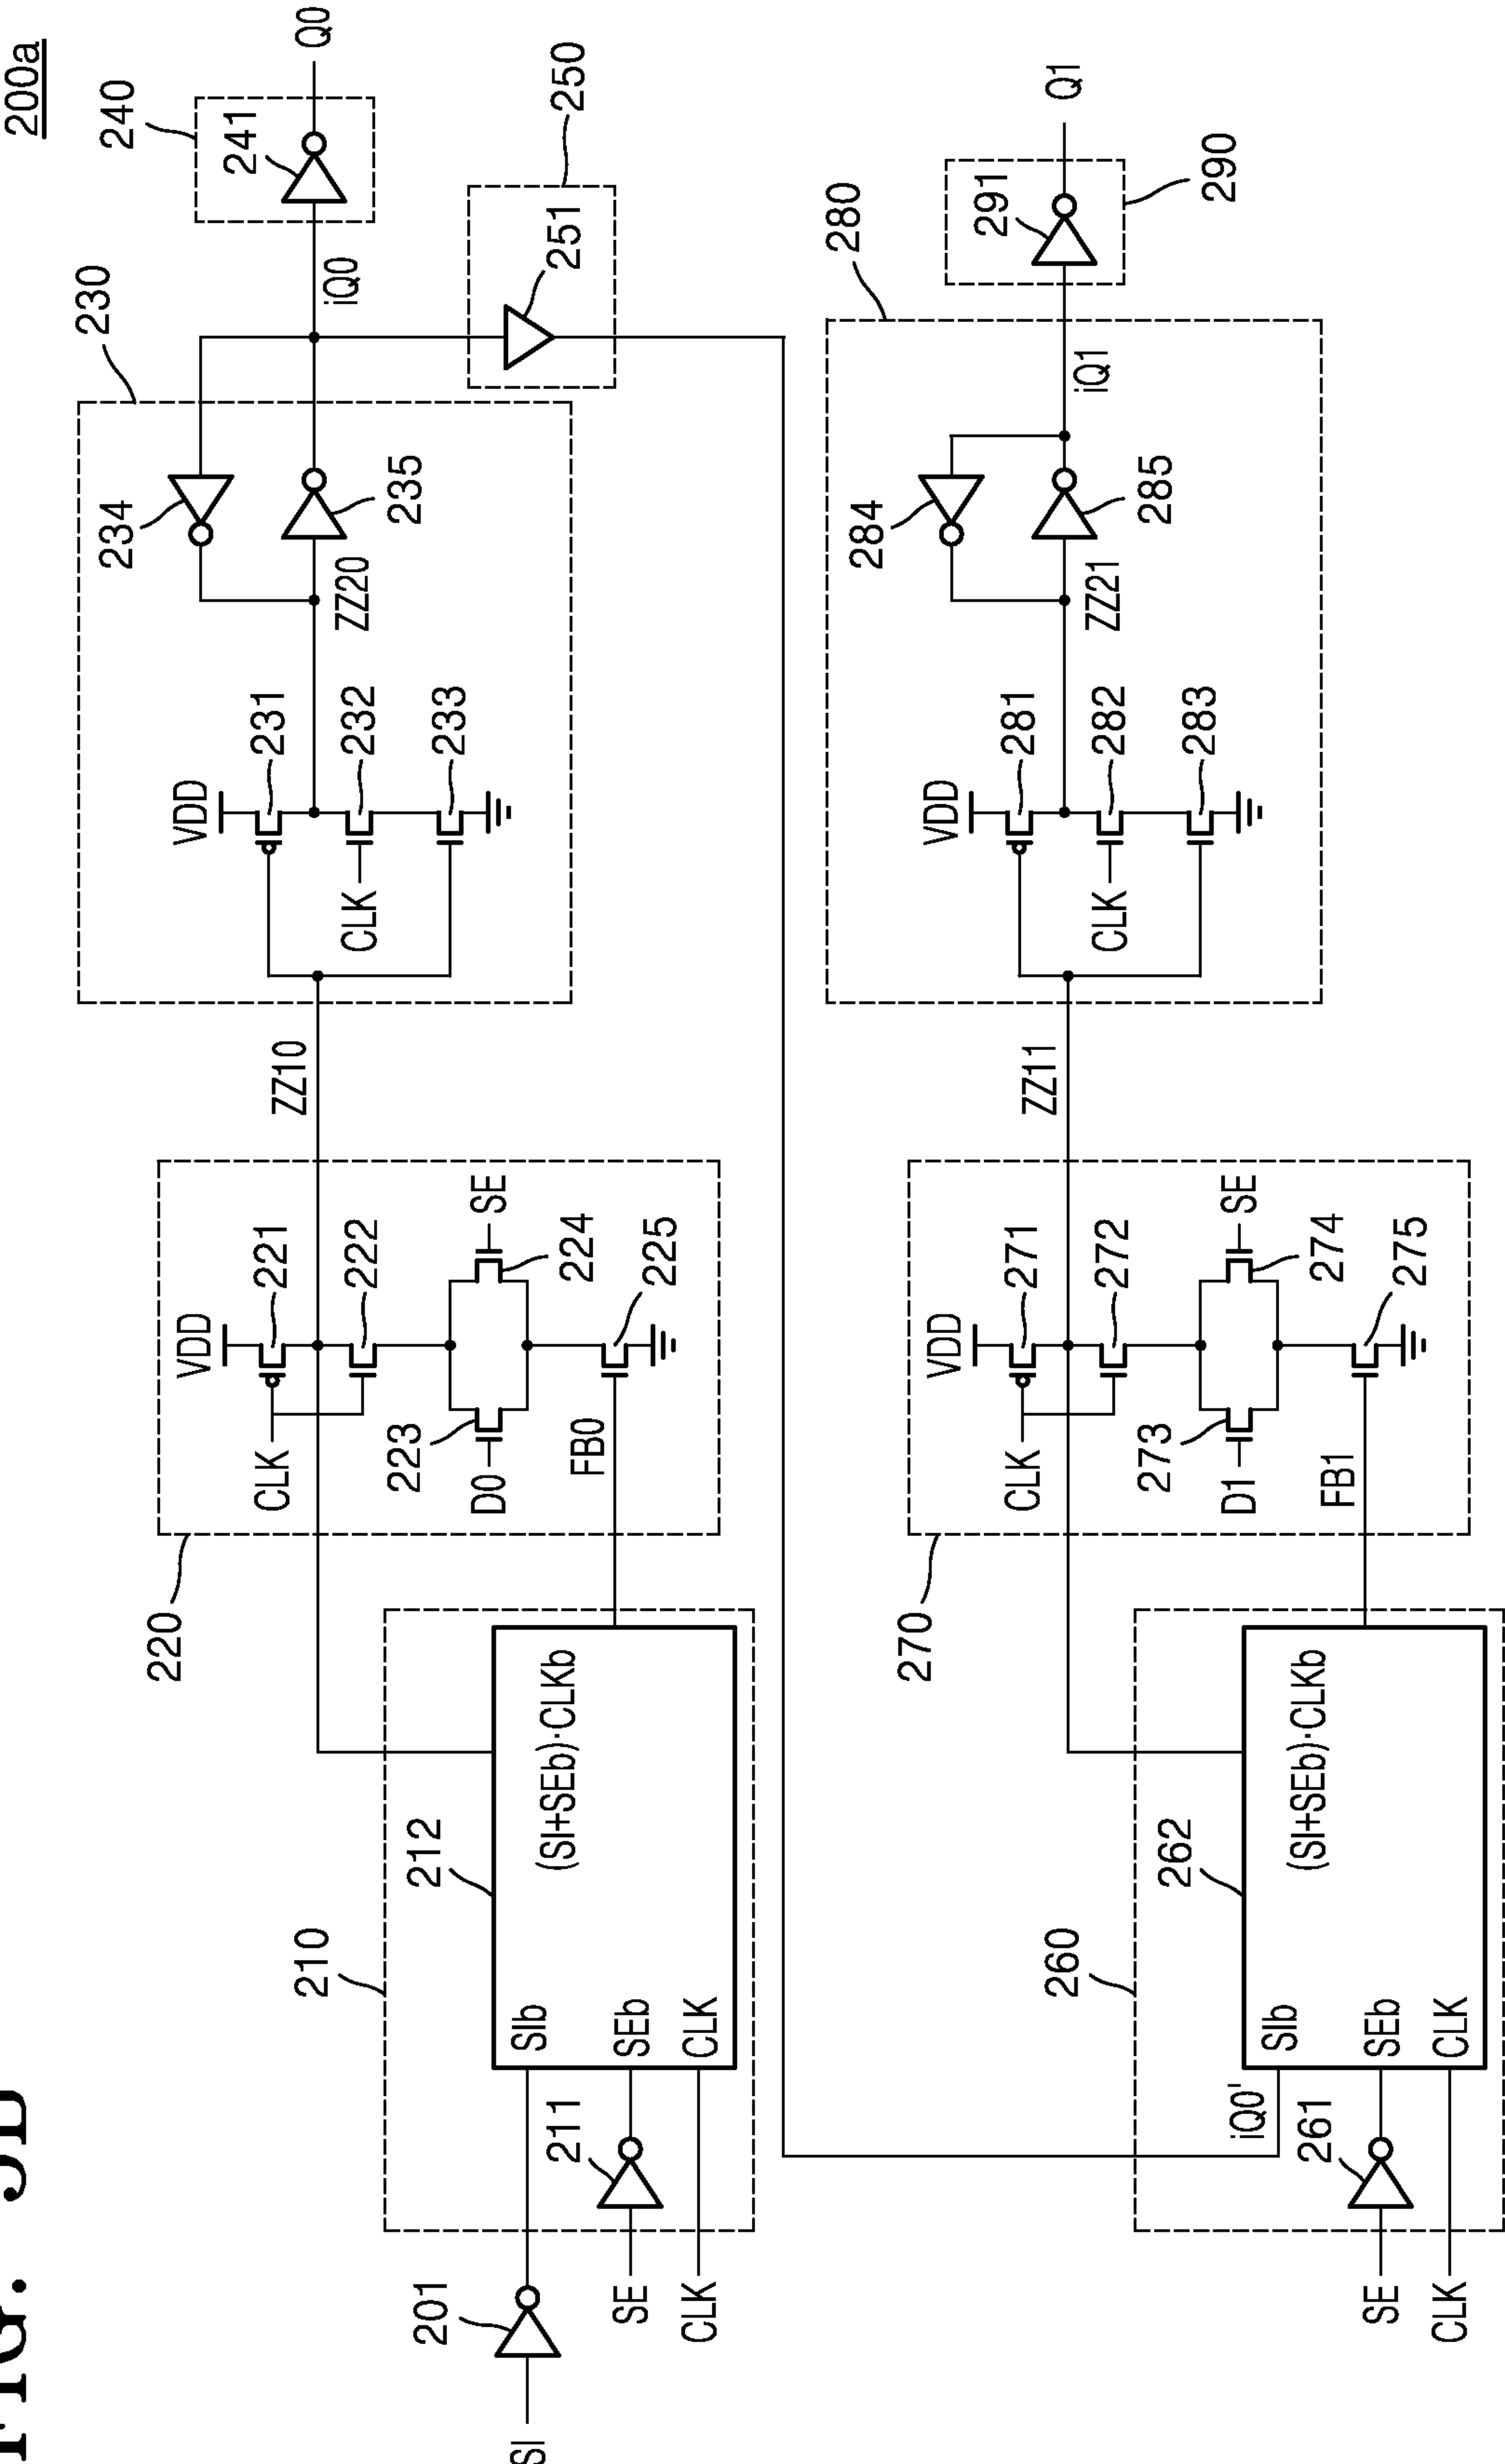 FIG. 5B
200a
SI
201
SE
CLK
210
211
SIb
SEb
CLK
212
(SI+SEb)·CLKb
220
VDD
CLK
221
222
223
D0
224
SE
225
FB0
ZZ10
230
VDD
231
CLK
232
233
ZZ20
234
235
iQ0
240
241
Q0
250
251
SE
CLK
260
261
iQ0'
SIb
SEb
CLK
262
(SI+SEb)·CLKb
270
VDD
CLK
271
272
273
D1
274
SE
275
FB1
ZZ11
280
VDD
281
CLK
282
283
ZZ21
284
285
iQ1
290
291
Q1